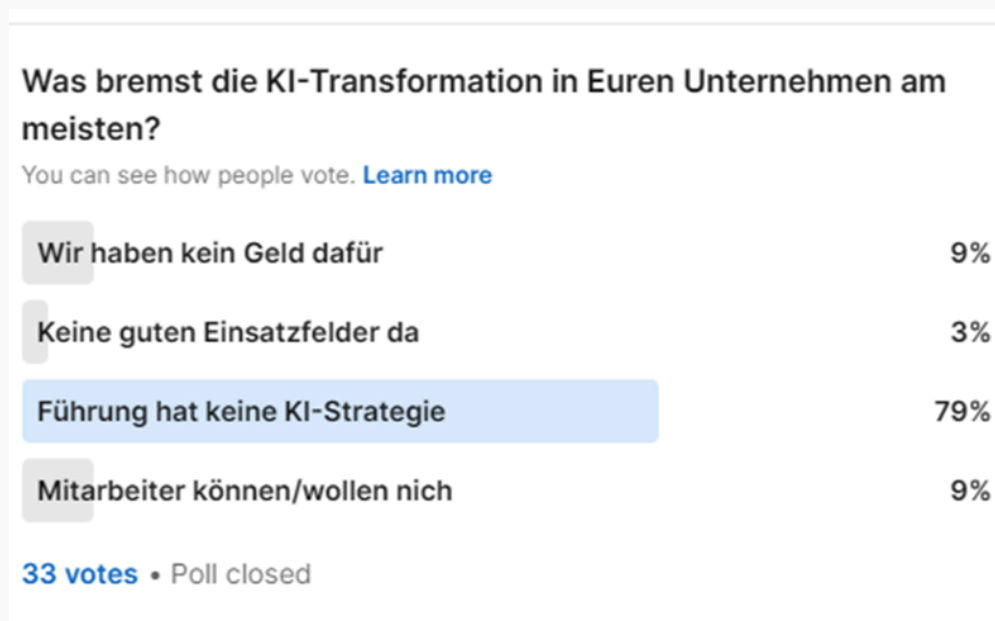 Was bremst die KI-Transformation in Euren Unternehmen am
meisten?
You can see how people vote. Learn more
Wir haben kein Geld dafür 9%
Keine guten Einsatzfelder da 3%
Führung hat keine KI-Strategie 79%
Mitarbeiter können/wollen nich 9%
33 votes • Poll closed